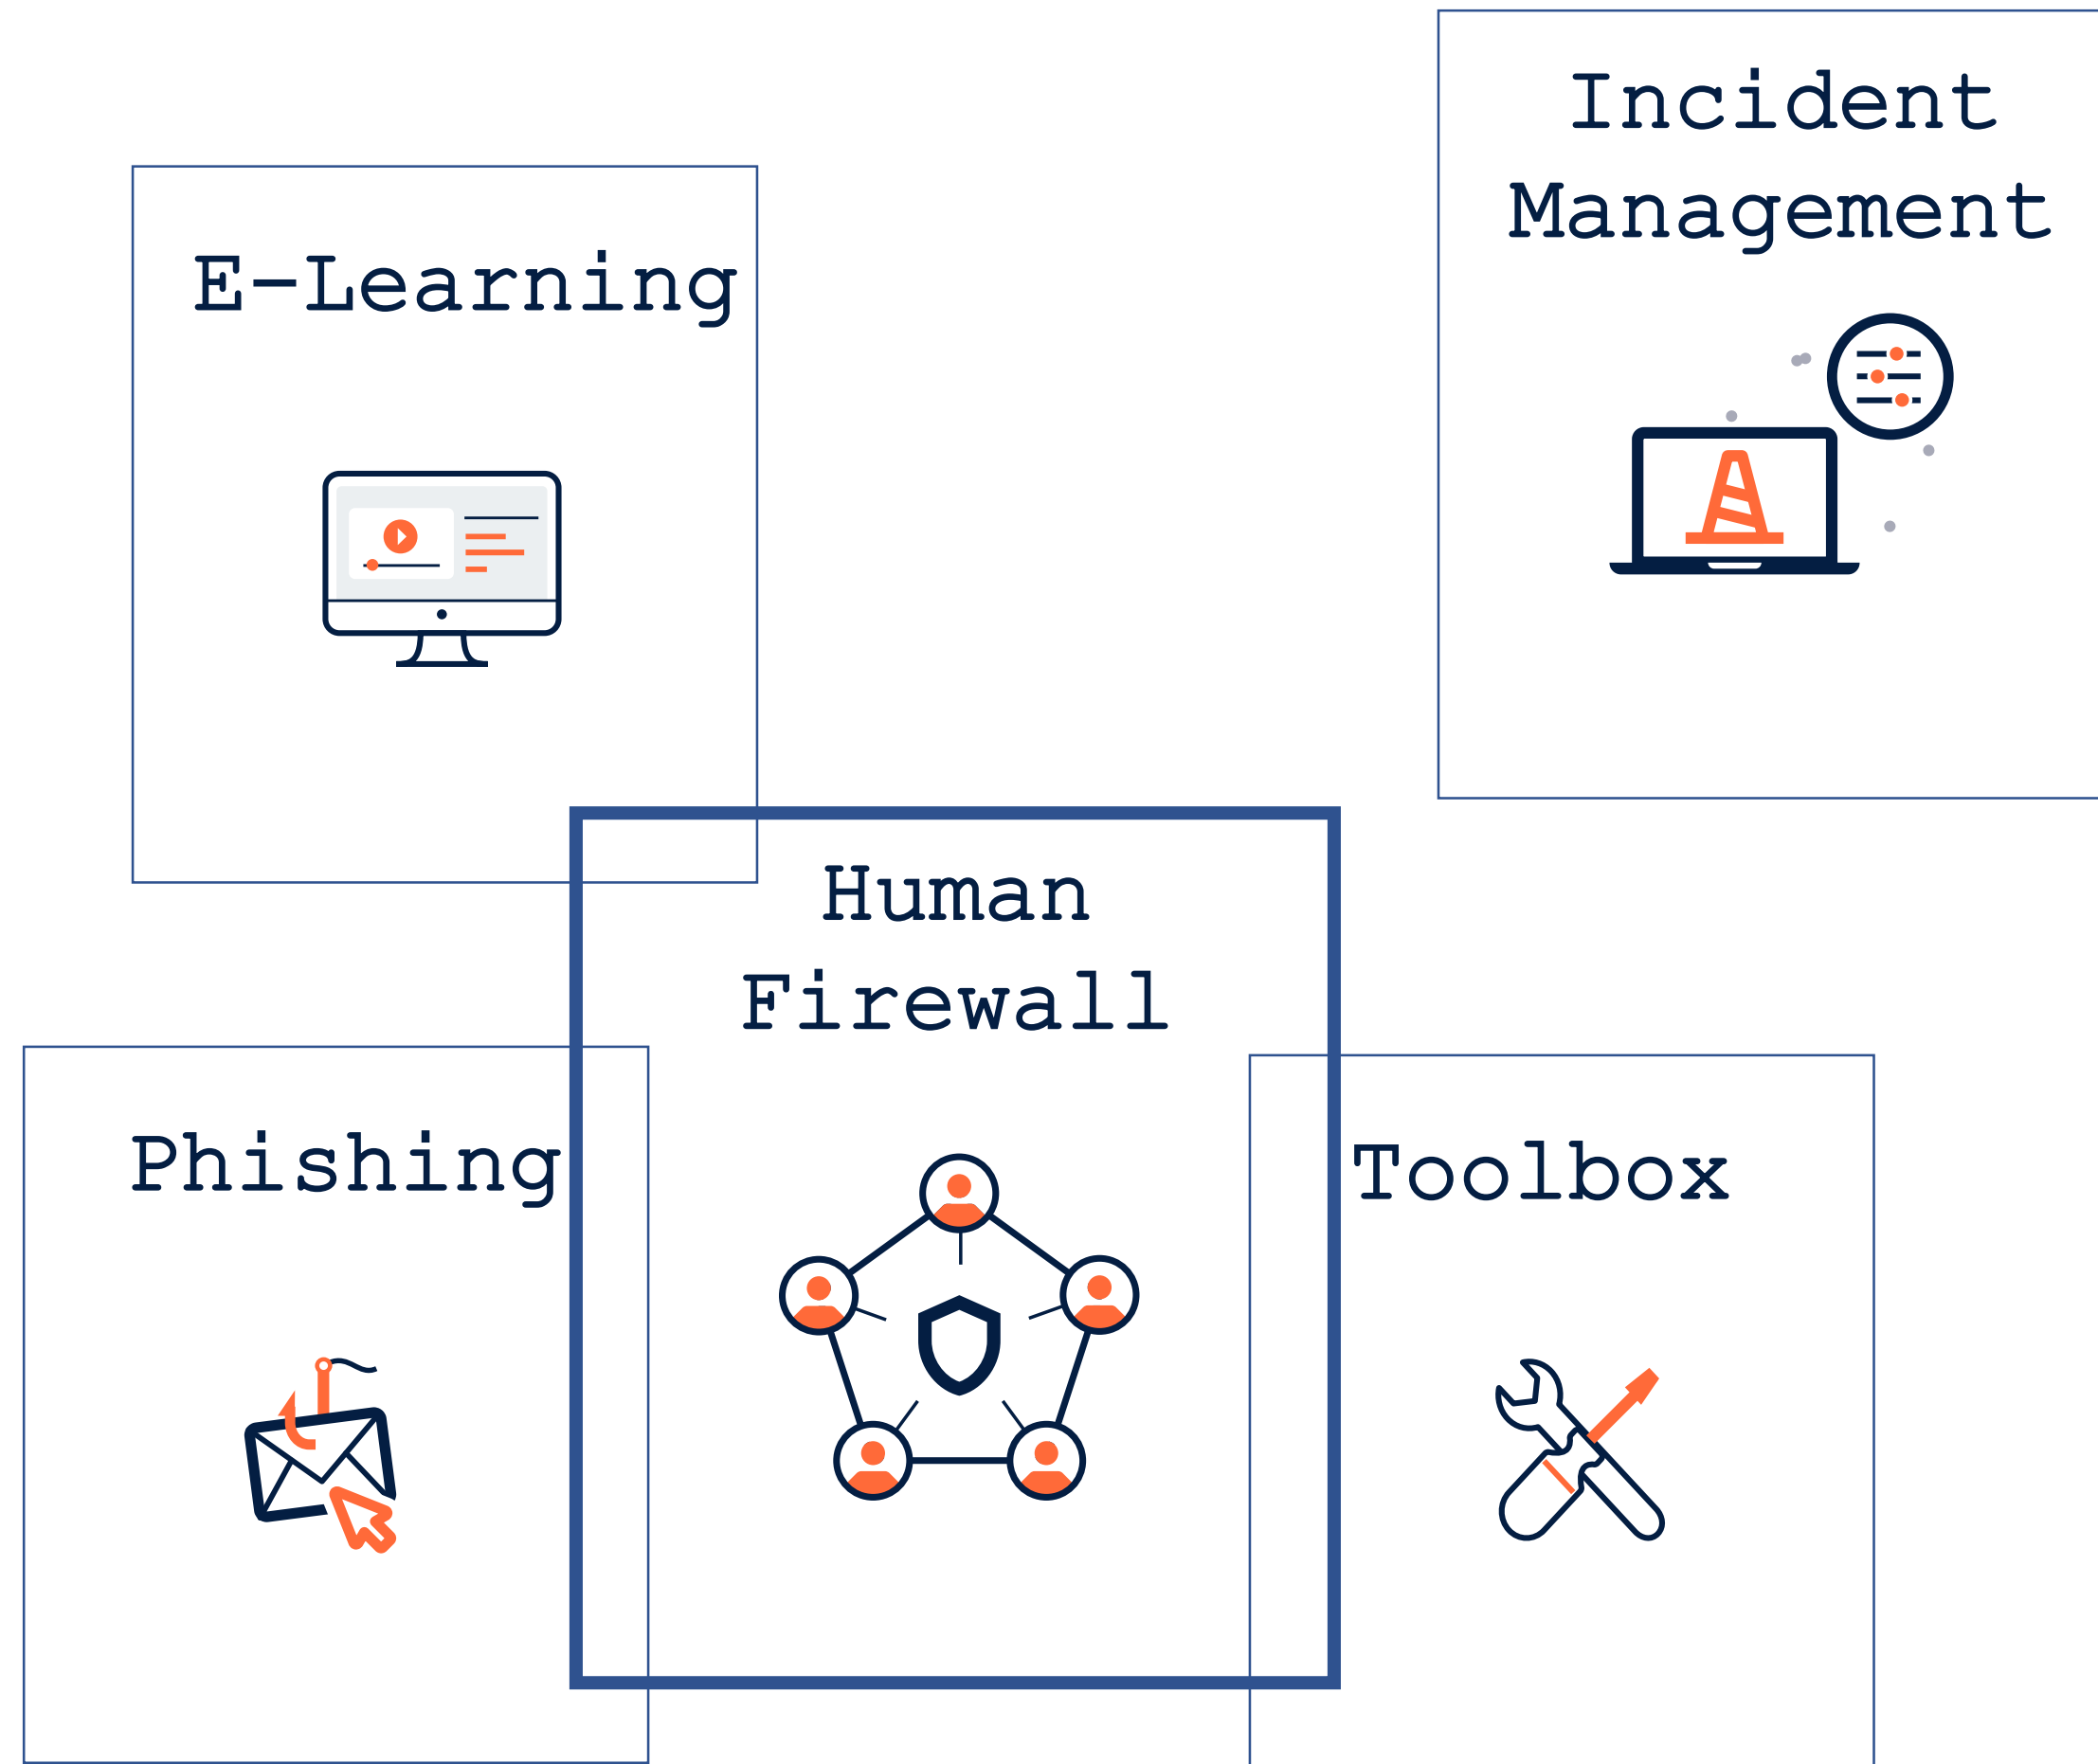 Incident
Management
E-Learning
Human
Firewall
Phishing
Toolbox